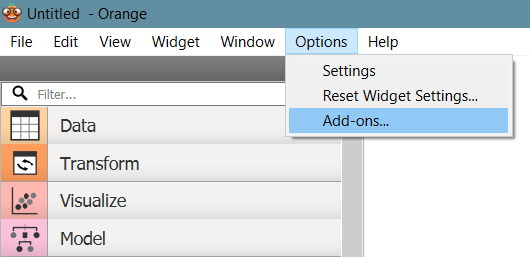 Untitled - Orange
File Edit View Widget Window Options Help
Settings
Reset Widget Settings...
Add-ons...
Filter...
Data
Transform
Visualize
Model